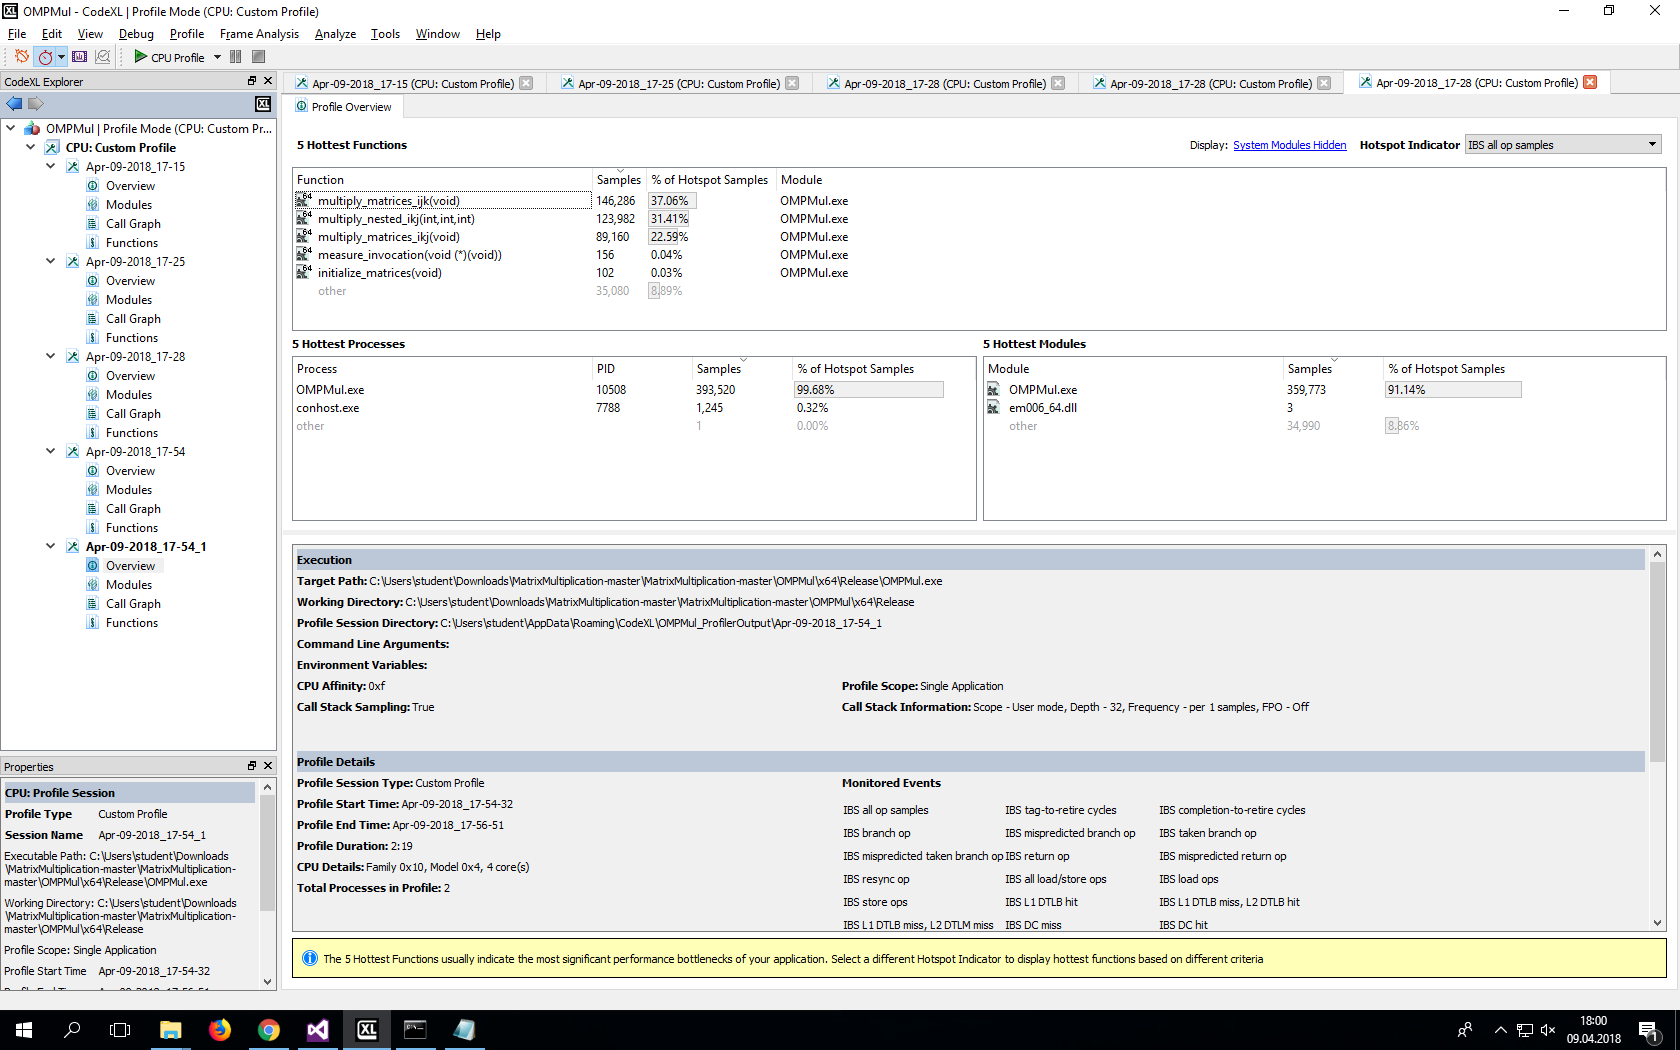 OMPMul - CodeXL | Profile Mode (CPU: Custom Profile)
File Edit View Debug Profile Frame Analysis Analyze Tools Window Help
CPU Profile
CodeXL Explorer
OMPMul | Profile Mode (CPU: Custom Pr...
CPU: Custom Profile
Apr-09-2018_17-15
Overview
Modules
Call Graph
Functions
Apr-09-2018_17-25
Overview
Modules
Call Graph
Functions
Apr-09-2018_17-28
Overview
Modules
Call Graph
Functions
Apr-09-2018_17-54
Overview
Modules
Call Graph
Functions
Apr-09-2018_17-54_1
Overview
Modules
Call Graph
Functions
Properties
CPU: Profile Session
Profile Type Custom Profile
Session Name Apr-09-2018_17-54_1
Executable Path: C:\Users\student\Downloads
\MatrixMultiplication-master\MatrixMultiplication-
master\OMPMul\x64\Release\OMPMul.exe
Working Directory: C:\Users\student\Downloads
\MatrixMultiplication-master\MatrixMultiplication-
master\OMPMul\x64\Release
Profile Scope: Single Application
Profile Start Time Apr-09-2018_17-54-32
Apr-09-2018_17-15 (CPU: Custom Profile) Apr-09-2018_17-25 (CPU: Custom Profile) Apr-09-2018_17-28 (CPU: Custom Profile) Apr-09-2018_17-28 (CPU: Custom Profile) Apr-09-2018_17-28 (CPU: Custom Profile)
Profile Overview
5 Hottest Functions Display: System Modules Hidden Hotspot Indicator IBS all op samples
Function Samples % of Hotspot Samples Module
multiply_matrices_ijk(void) 146,286 37.06% OMPMul.exe
multiply_nested_ikj(int,int,int) 123,982 31.41% OMPMul.exe
multiply_matrices_ikj(void) 89,160 22.59% OMPMul.exe
measure_invocation(void (*)(void)) 156 0.04% OMPMul.exe
initialize_matrices(void) 102 0.03% OMPMul.exe
other 35,080 8.89%
5 Hottest Processes
Process PID Samples % of Hotspot Samples
OMPMul.exe 10508 393,520 99.68%
conhost.exe 7788 1,245 0.32%
other 1 0.00%
5 Hottest Modules
Module Samples % of Hotspot Samples
OMPMul.exe 359,773 91.14%
em006_64.dll 3
other 34,990 8.86%
Execution
Target Path: C:\Users\student\Downloads\MatrixMultiplication-master\MatrixMultiplication-master\OMPMul\x64\Release\OMPMul.exe
Working Directory: C:\Users\student\Downloads\MatrixMultiplication-master\MatrixMultiplication-master\OMPMul\x64\Release
Profile Session Directory: C:\Users\student\AppData\Roaming\CodeXL\OMPMul_ProfilerOutput\Apr-09-2018_17-54_1
Command Line Arguments:
Environment Variables:
CPU Affinity: 0xf Profile Scope: Single Application
Call Stack Sampling: True Call Stack Information: Scope - User mode, Depth - 32, Frequency - per 1 samples, FPO - Off
Profile Details
Profile Session Type: Custom Profile
Profile Start Time: Apr-09-2018_17-54-32
Profile End Time: Apr-09-2018_17-56-51
Profile Duration: 2:19
CPU Details: Family 0x10, Model 0x4, 4 core(s)
Total Processes in Profile: 2
Monitored Events
IBS all op samples IBS tag-to-retire cycles IBS completion-to-retire cycles
IBS branch op IBS mispredicted branch op IBS taken branch op
IBS mispredicted taken branch op IBS return op IBS mispredicted return op
IBS resync op IBS all load/store ops IBS load ops
IBS store ops IBS L1 DTLB hit IBS L1 DTLB miss, L2 DTLB hit
IBS L1 DTLB miss, L2 DTLM miss IBS DC miss IBS DC hit
The 5 Hottest Functions usually indicate the most significant performance bottlenecks of your application. Select a different Hotspot Indicator to display hottest functions based on different criteria
18:00
09.04.2018
1